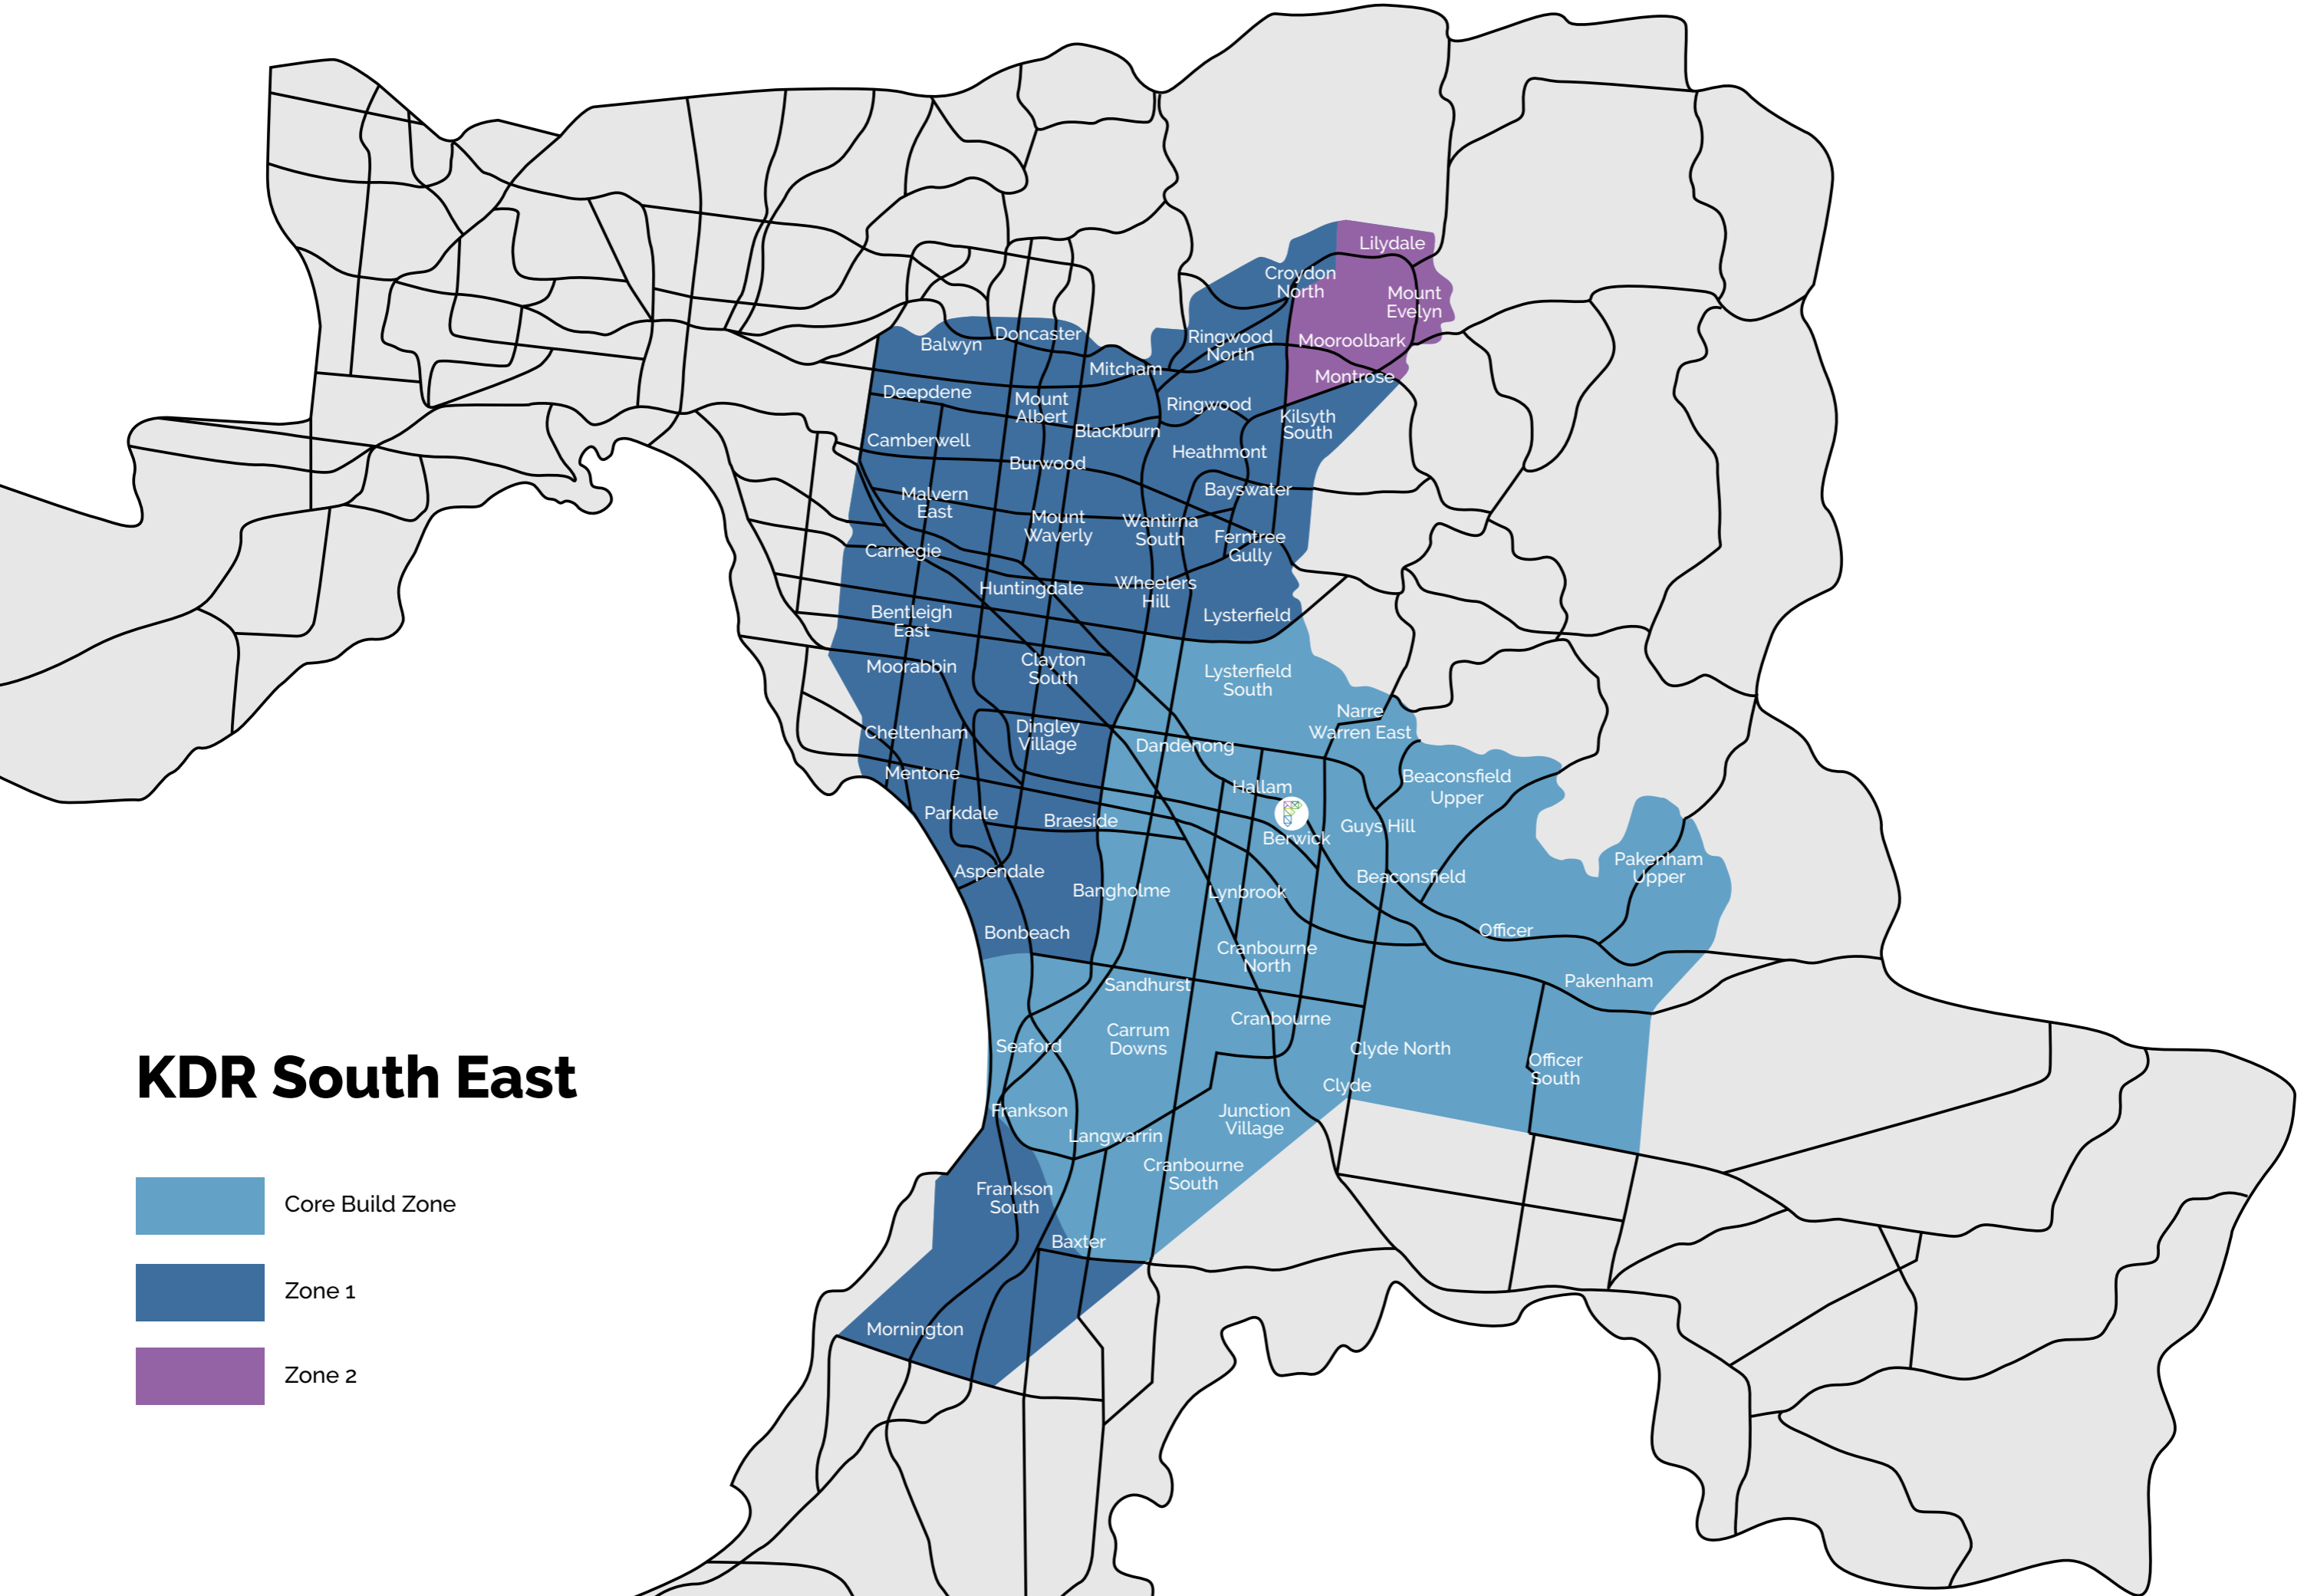 Lilydale
Croydon
North
Mount
Evelyn
Balwyn
Doncaster
Ringwood
North
Mooroolbark
Mitcham
Montrose
Deepdene
Mount
Albert
Ringwood
Kilsyth
South
Camberwell
Blackburn
Heathmont
Burwood
Bayswater
Malvern
East
Mount
Waverly
Wantirna
South
Ferntree
Gully
Carnegie
Huntingdale
Wheelers
Hill
Bentleigh
East
Lysterfield
Moorabbin
Clayton
South
Lysterfield
South
Narre
Warren East
Cheltenham
Dingley
Village
Dandenong
Mentone
Hallam
Beaconsfield
Upper
Parkdale
Braeside
Berwick
Guys Hill
Aspendale
Bangholme
Lynbrook
Beaconsfield
Pakenham
Upper
Bonbeach
Officer
Cranbourne
North
Sandhurst
Pakenham
Cranbourne
Seaford
Carrum
Downs
Clyde North
Officer
South
Clyde
Frankson
Junction
Village
Langwarrin
Cranbourne
South
Frankson
South
Baxter
Mornington
KDR South East
Core Build Zone
Zone 1
Zone 2